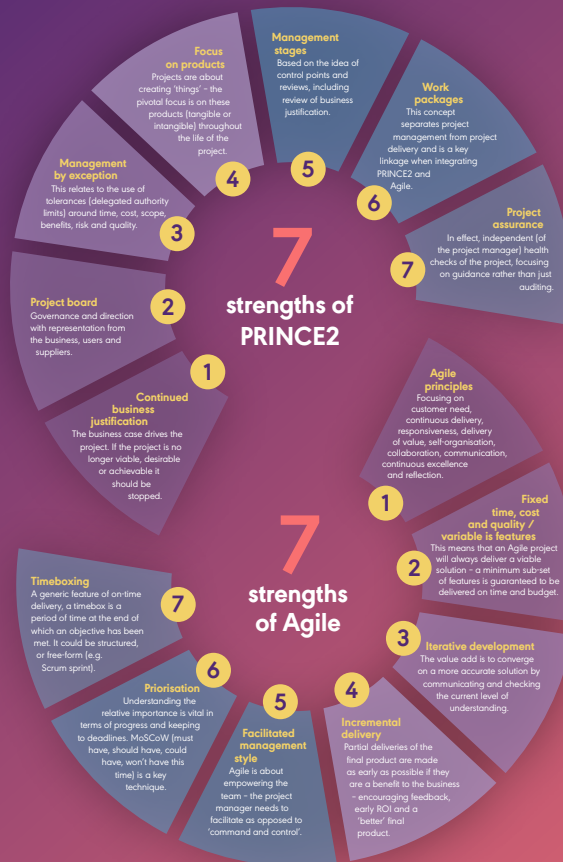 7
strengths of
PRINCE2
1
Continued
business
justification
The business case drives the
project. If the project is no
longer viable, desirable
or achievable it
should be
stopped.
2
Project board
Governance and direction
with representation from
the business, users and
suppliers.
3
Management
by exception
This relates to the use of
tolerances (delegated authority
limits) around time, cost, scope,
benefits, risk and quality.
4
Focus
on products
Projects are about
creating 'things' – the
pivotal focus is on these
products (tangible or
intangible) throughout
the life of the
project.
5
Management
stages
Based on the idea of
control points and
reviews, including
review of business
justification.
6
Work
packages
This concept
separates project
management from project
delivery and is a key
linkage when integrating
PRINCE2 and
Agile.
7
Project
assurance
In effect, independent (of
the project manager) health
checks of the project, focusing
on guidance rather than just
auditing.
7
strengths
of Agile
1
Agile
principles
Focusing on
customer need,
continuous delivery,
responsiveness, delivery
of value, self-organisation,
collaboration, communication,
continuous excellence
and reflection.
2
Fixed
time, cost
and quality /
variable is features
This means that an Agile project
will always deliver a viable
solution – a minimum sub-set
of features is guaranteed to be
delivered on time and budget.
3
Iterative development
The value add is to converge
on a more accurate solution by
communicating and checking
the current level of
understanding.
4
Incremental
delivery
Partial deliveries of the
final product are made
as early as possible if they
are a benefit to the business
– encouraging feedback,
early ROI and a
'better' final
product.
5
Facilitated
management
style
Agile is about
empowering the
team – the project
manager needs to
facilitate as opposed to
'command and control'.
6
Priorisation
Understanding the
relative importance is vital in
terms of progress and keeping
to deadlines. MoSCoW (must
have, should have, could
have, won't have this
time) is a key
technique.
7
Timeboxing
A generic feature of on-time
delivery, a timebox is a
period of time at the end of
which an objective has been
met. It could be structured,
or free-form (e.g.
Scrum sprint).